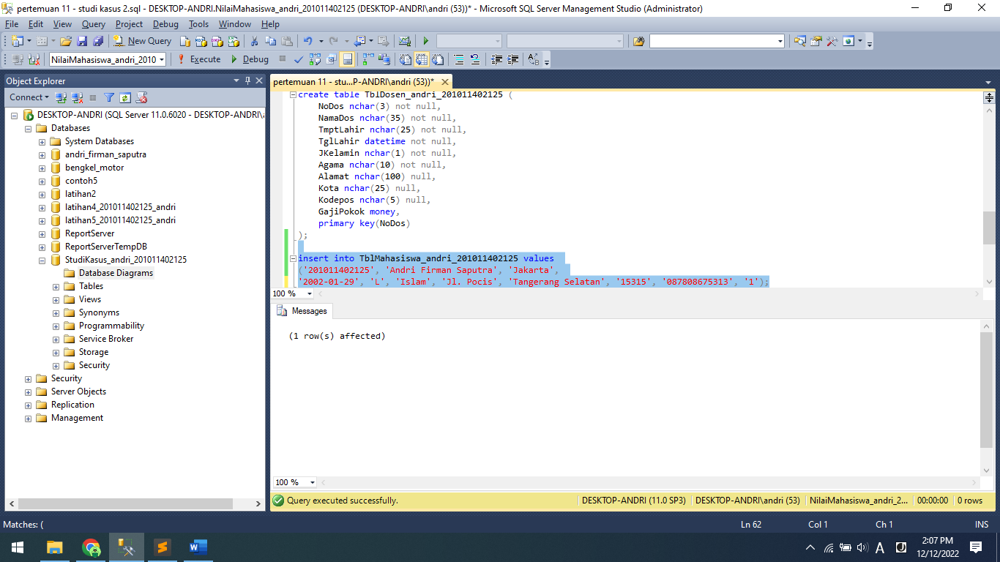 pertemuan 11 - studi kasus 2.sql - DESKTOP-ANDRI.NilaiMahasiswa_andri_201011402125 (DESKTOP-ANDRI\andri (53))* - Microsoft SQL Server Management Studio (Administrator)
File Edit View Query Project Debug Tools Window Help
New Query
NilaiMahasiswa_andri_2010 Execute Debug
Object Explorer
Connect
DESKTOP-ANDRI (SQL Server 11.0.6020 - DESKTOP-ANDRI\
Databases
System Databases
andri_firman_saputra
bengkel_motor
contoh5
latihan2
latihan4_201011402125_andri
latihan5_201011402125_andri
ReportServer
ReportServerTempDB
StudiKasus_andri_201011402125
Database Diagrams
Tables
Views
Synonyms
Programmability
Service Broker
Storage
Security
Security
Server Objects
Replication
Management
pertemuan 11 - stu...P-ANDRI\andri (53))*
create table TblDosen_andri_201011402125 (
NoDos nchar(3) not null,
NamaDos nchar(35) not null,
TmptLahir nchar(25) not null,
TglLahir datetime not null,
JKelamin nchar(1) not null,
Agama nchar(10) not null,
Alamat nchar(100) null,
Kota nchar(25) null,
Kodepos nchar(5) null,
GajiPokok money,
primary key(NoDos)
);
insert into TblMahasiswa_andri_201011402125 values
('201011402125', 'Andri Firman Saputra', 'Jakarta',
'2002-01-29', 'L', 'Islam', 'Jl. Pocis', 'Tangerang Selatan', '15315', '087808675313', '1');
100 %
Messages
(1 row(s) affected)
100 %
Query executed successfully. DESKTOP-ANDRI (11.0 SP3) DESKTOP-ANDRI\andri (53) NilaiMahasiswa_andri_2... 00:00:00 0 rows
Matches: ( Ln 62 Col 1 Ch 1 INS
A 2:07 PM
12/12/2022